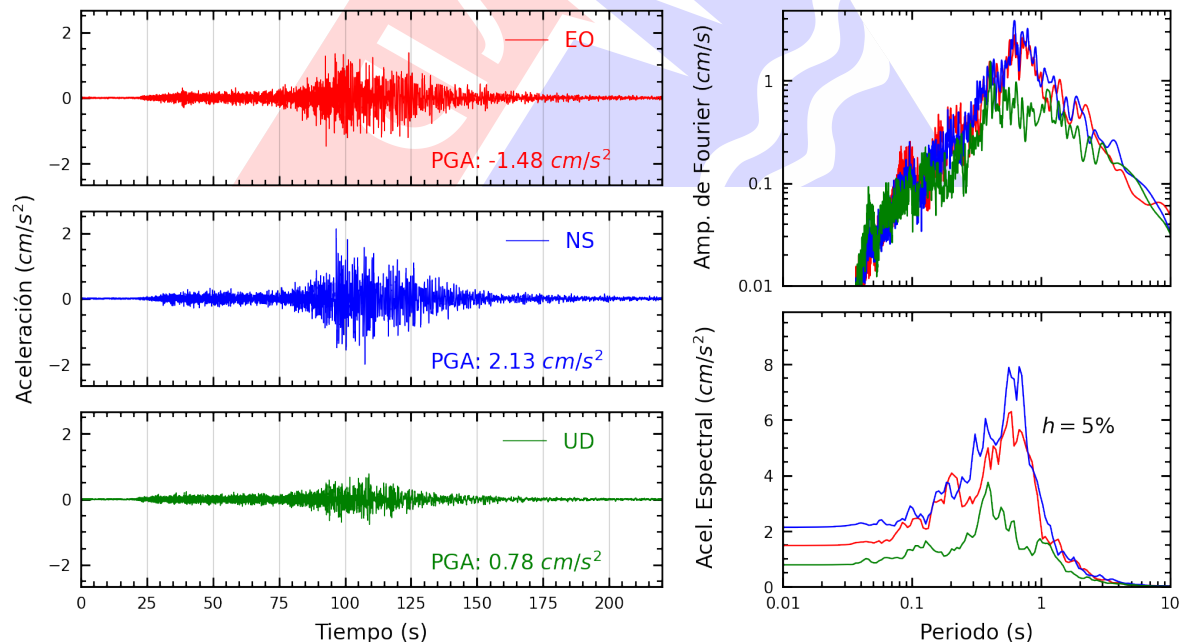 Aceleración (cm/s²)
2
0
−2
EO
PGA: -1.48 cm/s²
2
0
−2
NS
PGA: 2.13 cm/s²
2
0
−2
UD
PGA: 0.78 cm/s²
0 25 50 75 100 125 150 175 200
Tiempo (s)
Amp. de Fourier (cm/s)
1
0.1
0.01
Acel. Espectral (cm/s²)
8
6
4
2
0
h = 5%
0.01 0.1 1 10
Periodo (s)